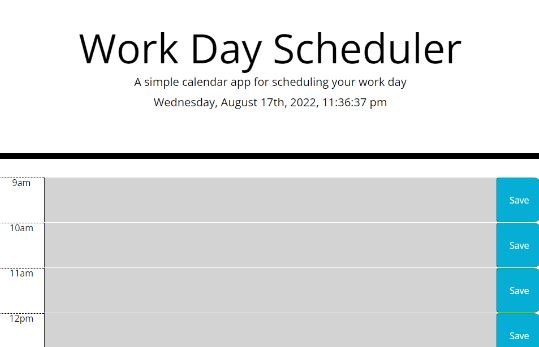 Work Day Scheduler
A simple calendar app for scheduling your work day
Wednesday, August 17th, 2022, 11:36:37 pm
9am
Save
10am
Save
11am
Save
12pm
Save